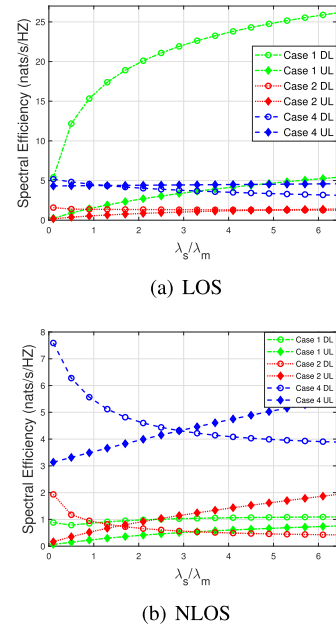 Spectral Efficiency (nats/s/HZ)
25
20
15
10
5
0
0 1 2 3 4 5 6
λs/λm
Case 1 DL
Case 1 UL
Case 2 DL
Case 2 UL
Case 4 DL
Case 4 UL
(a) LOS
Spectral Efficiency (nats/s/HZ)
8
7
6
5
4
3
2
1
0
0 1 2 3 4 5 6
λs/λm
Case 1 DL
Case 1 UL
Case 2 DL
Case 2 UL
Case 4 DL
Case 4 UL
(b) NLOS